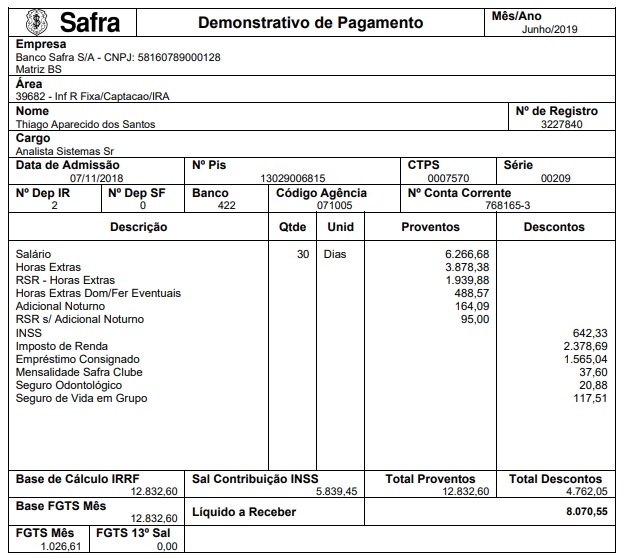 Safra
Demonstrativo de Pagamento
Mês/Ano
Junho/2019
Empresa
Banco Safra S/A - CNPJ: 58160789000128
Matriz BS
Área
39682 - Inf R Fixa/Captacao/IRA
Nome Nº de Registro
Thiago Aparecido dos Santos 3227840
Cargo
Analista Sistemas Sr
Data de Admissão Nº Pis CTPS Série
07/11/2018 13029006815 0007570 00209
Nº Dep IR Nº Dep SF Banco Código Agência Nº Conta Corrente
2 0 422 071005 768165-3
Descrição Qtde Unid Proventos Descontos
Salário 30 Dias 6.266,68
Horas Extras 3.878,38
RSR - Horas Extras 1.939,88
Horas Extras Dom/Fer Eventuais 488,57
Adicional Noturno 164,09
RSR s/ Adicional Noturno 95,00
INSS 642,33
Imposto de Renda 2.378,69
Empréstimo Consignado 1.565,04
Mensalidade Safra Clube 37,60
Seguro Odontológico 20,88
Seguro de Vida em Grupo 117,51
Base de Cálculo IRRF Sal Contribuição INSS Total Proventos Total Descontos
12.832,60 5.839,45 12.832,60 4.762,05
Base FGTS Mês Líquido a Receber 8.070,55
12.832,60
FGTS Mês FGTS 13º Sal
1.026,61 0,00